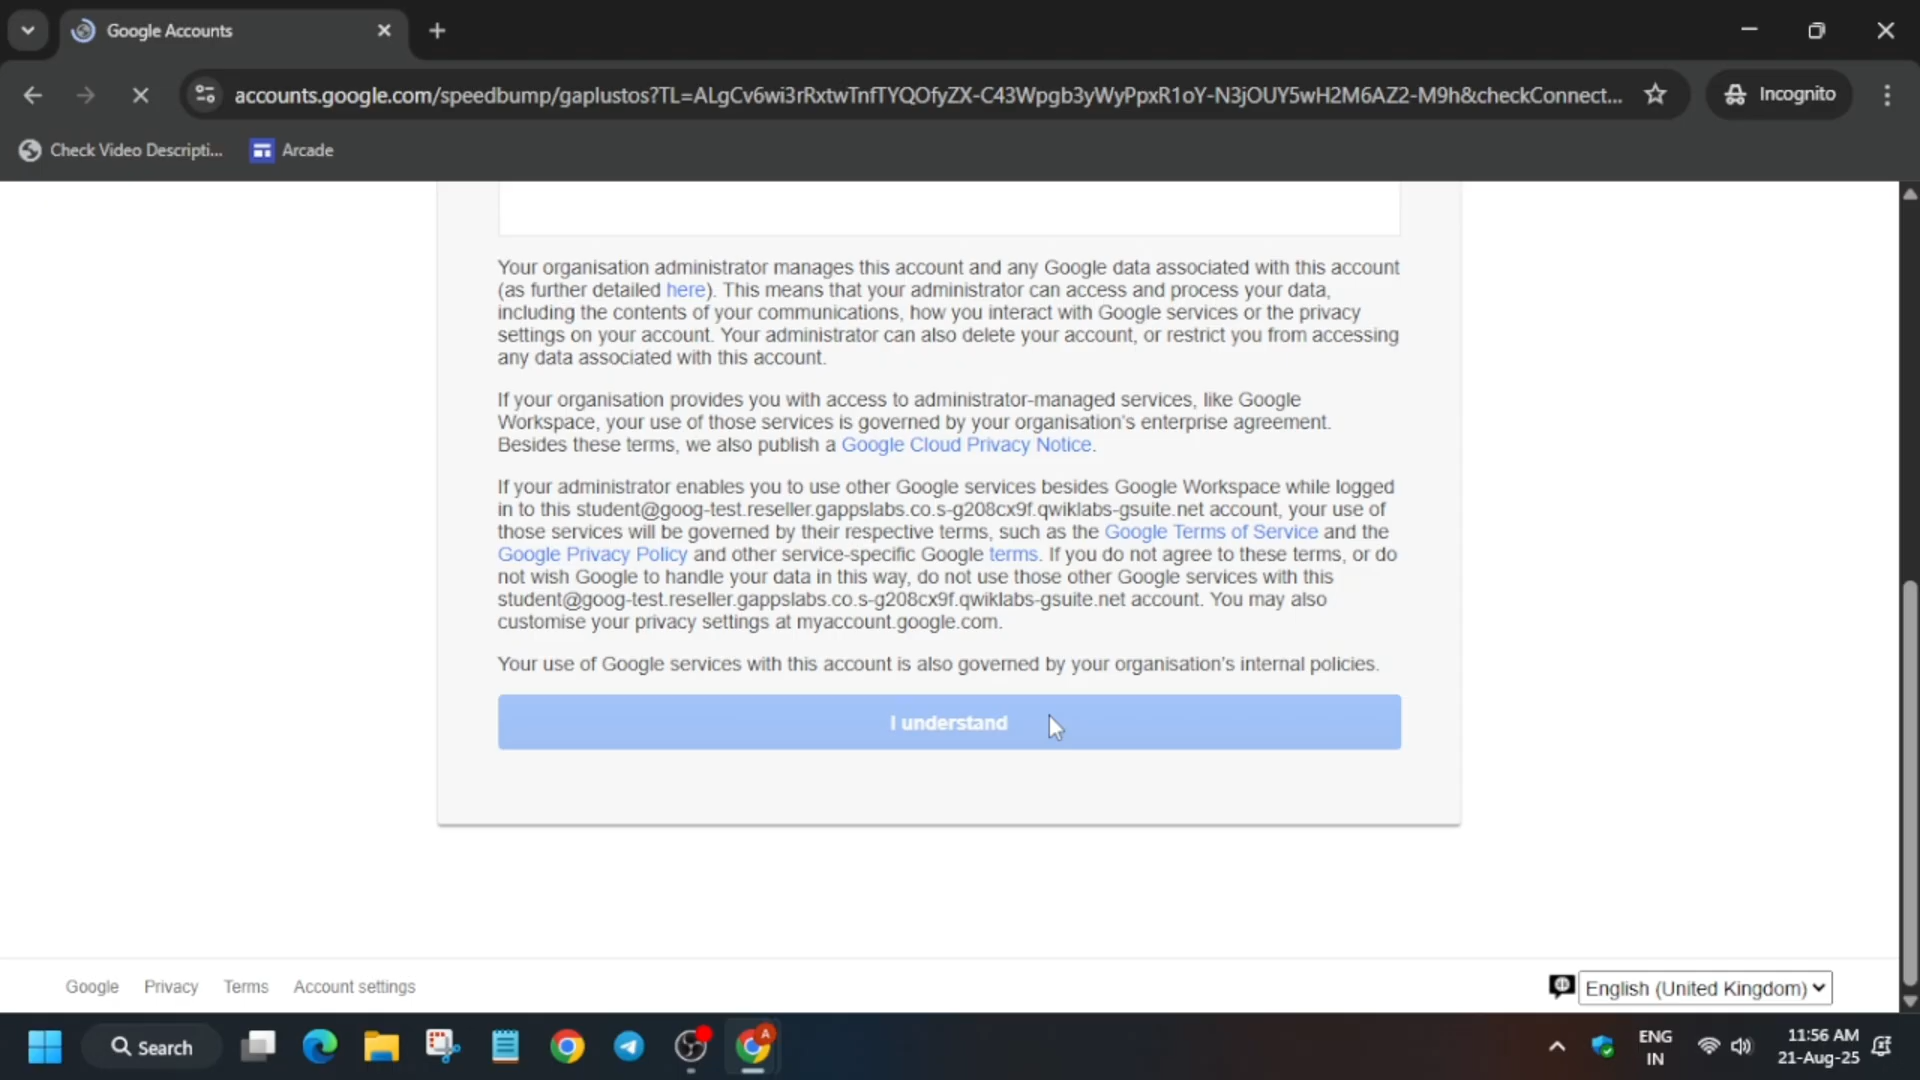 Google Accounts
accounts.google.com/speedbump/gaplustos?TL=ALgCv6wi3rRxtwTnfTYQOfyZX-C43Wpgb3yWyPpxR1oY-N3jOUY5wH2M6AZ2-M9h&checkConnect...
Incognito
Check Video Descripti...
Arcade
Your organisation administrator manages this account and any Google data associated with this account
(as further detailed here). This means that your administrator can access and process your data,
including the contents of your communications, how you interact with Google services or the privacy
settings on your account. Your administrator can also delete your account, or restrict you from accessing
any data associated with this account.
If your organisation provides you with access to administrator-managed services, like Google
Workspace, your use of those services is governed by your organisation's enterprise agreement.
Besides these terms, we also publish a Google Cloud Privacy Notice.
If your administrator enables you to use other Google services besides Google Workspace while logged
in to this student@goog-test.reseller.gappslabs.co.s-g208cx9f.qwiklabs-gsuite.net account, your use of
those services will be governed by their respective terms, such as the Google Terms of Service and the
Google Privacy Policy and other service-specific Google terms. If you do not agree to these terms, or do
not wish Google to handle your data in this way, do not use those other Google services with this
student@goog-test.reseller.gappslabs.co.s-g208cx9f.qwiklabs-gsuite.net account. You may also
customise your privacy settings at myaccount.google.com.
Your use of Google services with this account is also governed by your organisation's internal policies.
I understand
Google Privacy Terms Account settings
English (United Kingdom)
Search
A
ENG
IN
11:56 AM
21-Aug-25